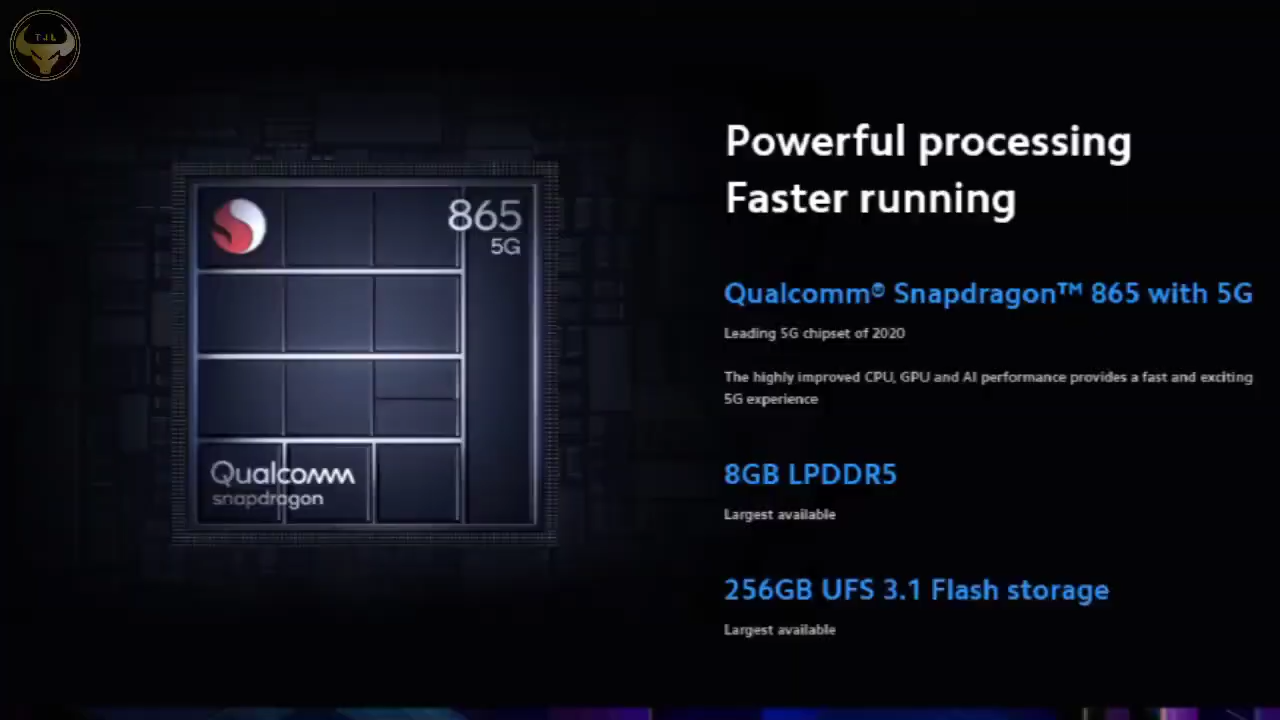 T.J.L
865
5G
Qualcomm
snapdragon
Powerful processing
Faster running
Qualcomm® Snapdragon™ 865 with 5G
Leading 5G chipset of 2020
The highly improved CPU, GPU and AI performance provides a fast and exciting
5G experience
8GB LPDDR5
Largest available
256GB UFS 3.1 Flash storage
Largest available